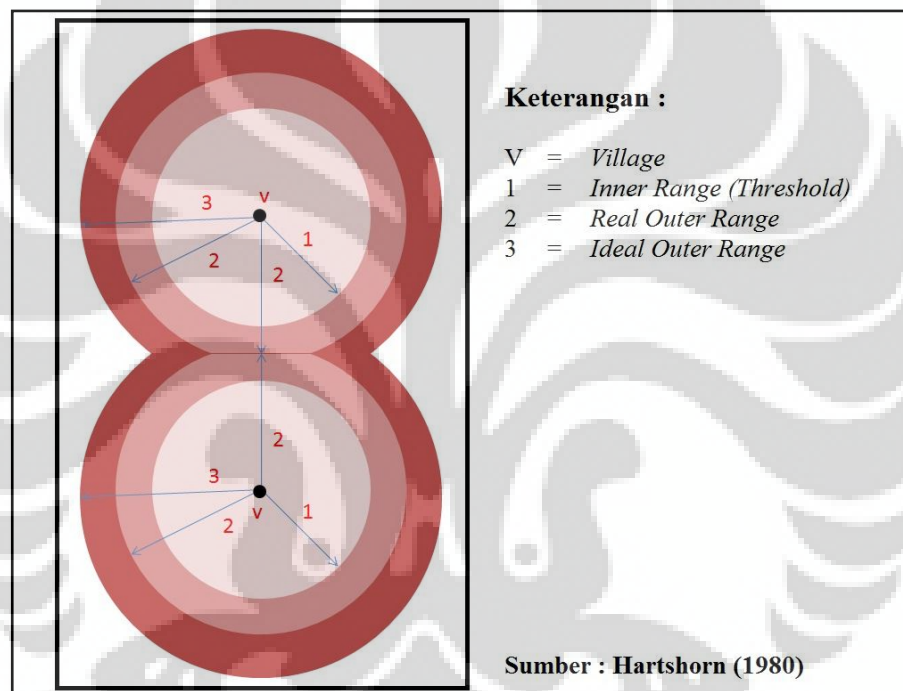 Keterangan :
V = Village
1 = Inner Range (Threshold)
2 = Real Outer Range
3 = Ideal Outer Range
v
3
1
2
2
2
3
v
1
2
Sumber : Hartshorn (1980)